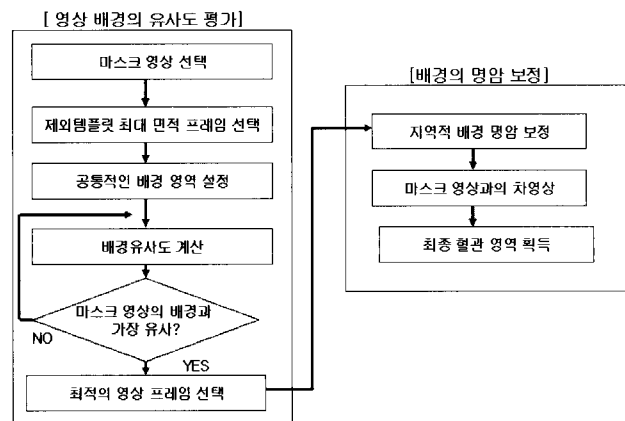 [ 영상 배경의 유사도 평가]
마스크 영상 선택
제외템플릿 최대 면적 프레임 선택
공통적인 배경 영역 설정
배경유사도 계산
마스크 영상의 배경과
가장 유사?
NO
YES
최적의 영상 프레임 선택
[배경의 명암 보정]
지역적 배경 명암 보정
마스크 영상과의 차영상
최종 혈관 영역 획득